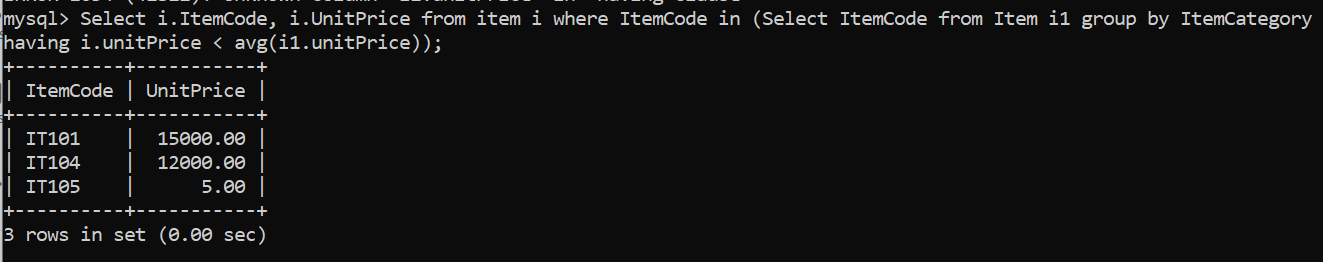 mysql> Select i.ItemCode, i.UnitPrice from item i where ItemCode in (Select ItemCode from Item i1 group by ItemCategory
having i.unitPrice < avg(i1.unitPrice));
+----------+-----------+
| ItemCode | UnitPrice |
+----------+-----------+
| IT101    |  15000.00 |
| IT104    |  12000.00 |
| IT105    |      5.00 |
+----------+-----------+
3 rows in set (0.00 sec)